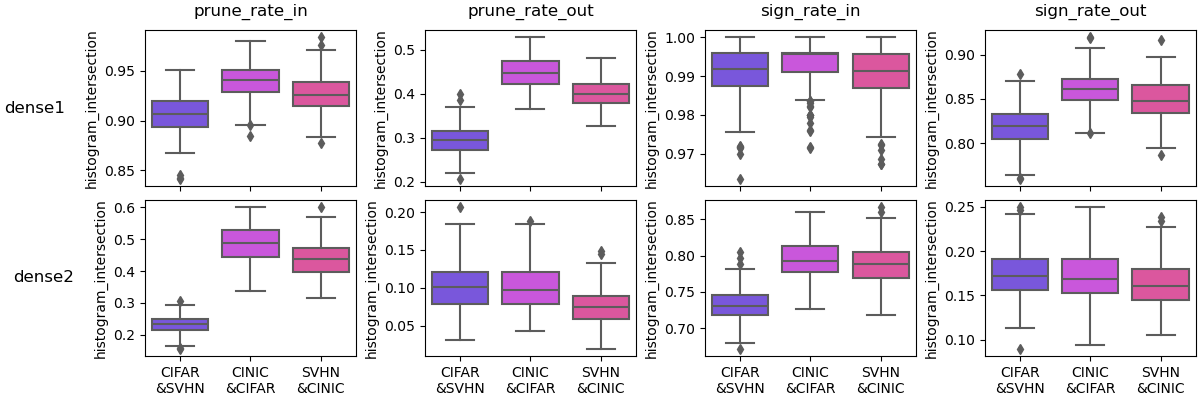 prune_rate_in prune_rate_out sign_rate_in sign_rate_out
dense1
histogram_intersection
0.95
0.90
0.85
histogram_intersection
0.5
0.4
0.3
0.2
histogram_intersection
1.00
0.99
0.98
0.97
histogram_intersection
0.90
0.85
0.80
dense2
histogram_intersection
0.6
0.5
0.4
0.3
0.2
histogram_intersection
0.20
0.15
0.10
0.05
histogram_intersection
0.85
0.80
0.75
0.70
histogram_intersection
0.25
0.20
0.15
0.10
CIFAR CINIC SVHN
&SVHN &CIFAR &CINIC
CIFAR CINIC SVHN
&SVHN &CIFAR &CINIC
CIFAR CINIC SVHN
&SVHN &CIFAR &CINIC
CIFAR CINIC SVHN
&SVHN &CIFAR &CINIC